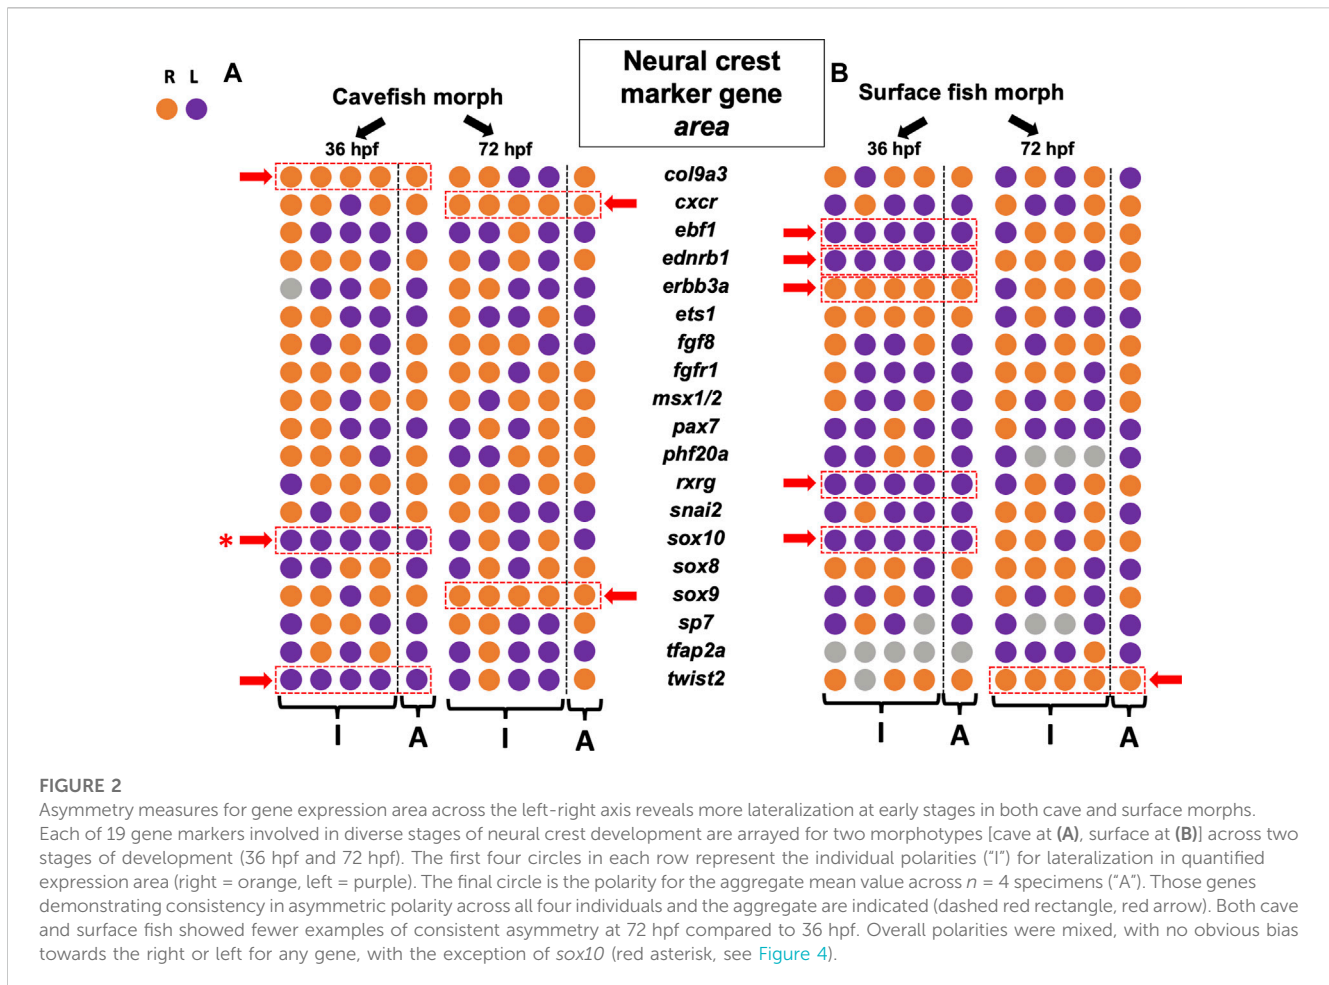 R L A
Neural crest
marker gene
area
B
Cavefish morph
Surface fish morph
36 hpf
72 hpf
36 hpf
72 hpf
col9a3
cxcr
ebf1
ednrb1
erbb3a
ets1
fgf8
fgfr1
msx1/2
pax7
phf20a
rxrg
snai2
* sox10
sox8
sox9
sp7
tfap2a
twist2
I A I A I A I A
FIGURE 2
Asymmetry measures for gene expression area across the left-right axis reveals more lateralization at early stages in both cave and surface morphs.
Each of 19 gene markers involved in diverse stages of neural crest development are arrayed for two morphotypes [cave at (A), surface at (B)] across two
stages of development (36 hpf and 72 hpf). The first four circles in each row represent the individual polarities ("I") for lateralization in quantified
expression area (right = orange, left = purple). The final circle is the polarity for the aggregate mean value across n = 4 specimens ("A"). Those genes
demonstrating consistency in asymmetric polarity across all four individuals and the aggregate are indicated (dashed red rectangle, red arrow). Both cave
and surface fish showed fewer examples of consistent asymmetry at 72 hpf compared to 36 hpf. Overall polarities were mixed, with no obvious bias
towards the right or left for any gene, with the exception of sox10 (red asterisk, see Figure 4).